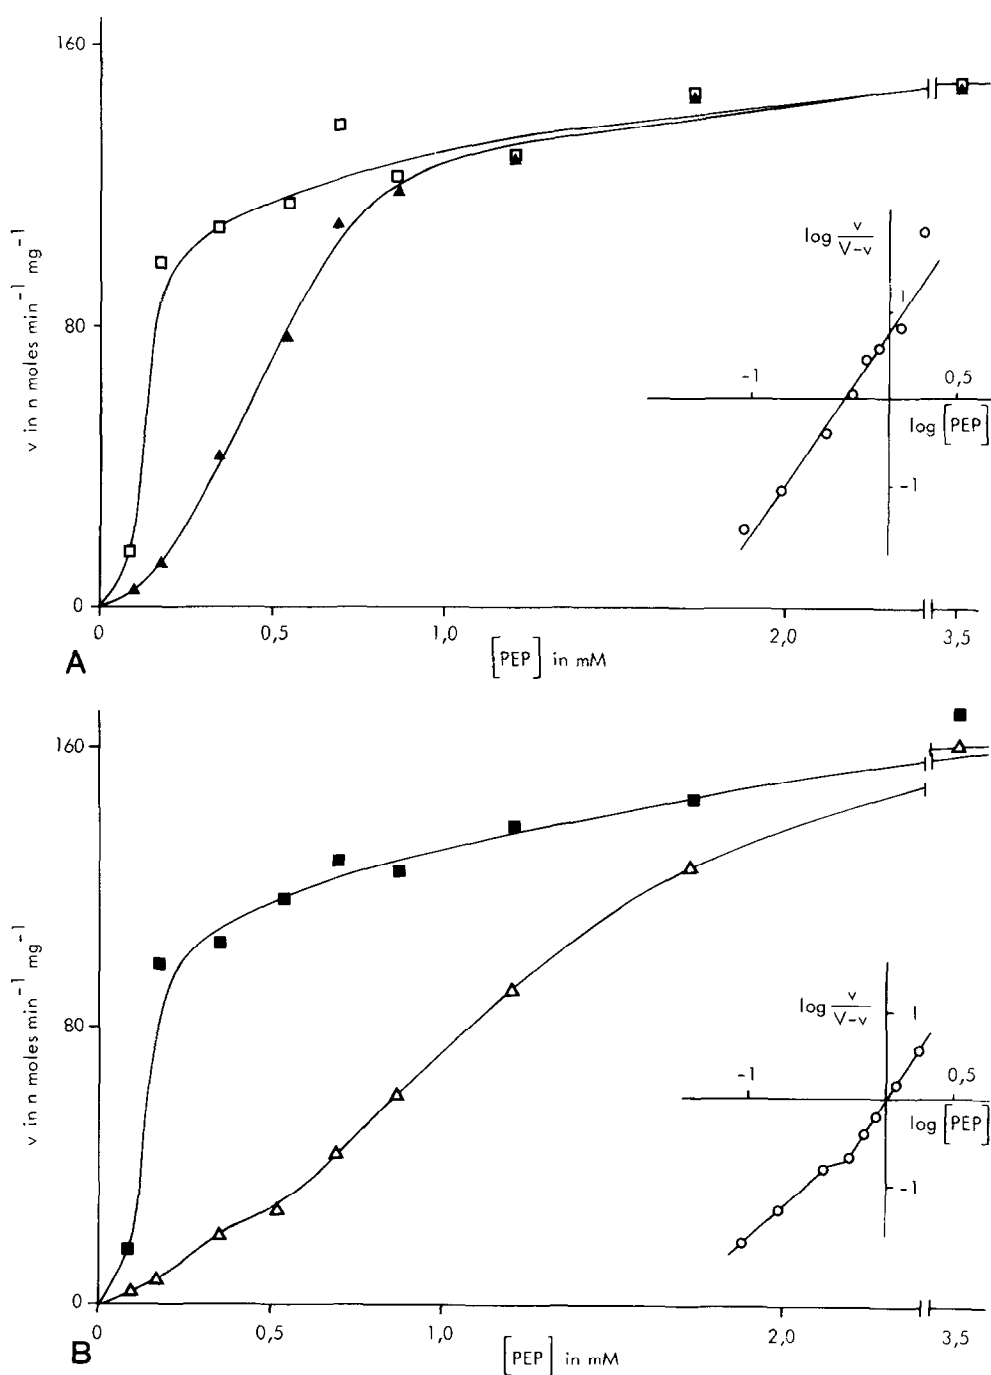 160
80
0
v in n moles min⁻¹ mg⁻¹
0 0,5 1,0 2,0 3,5
[PEP] in mM
A
log v/V-v
1
-1 0,5
log [PEP]
-1
160
80
0
v in n moles min⁻¹ mg⁻¹
0 0,5 1,0 2,0 3,5
[PEP] in mM
B
log v/V-v
1
-1 0,5
log [PEP]
-1